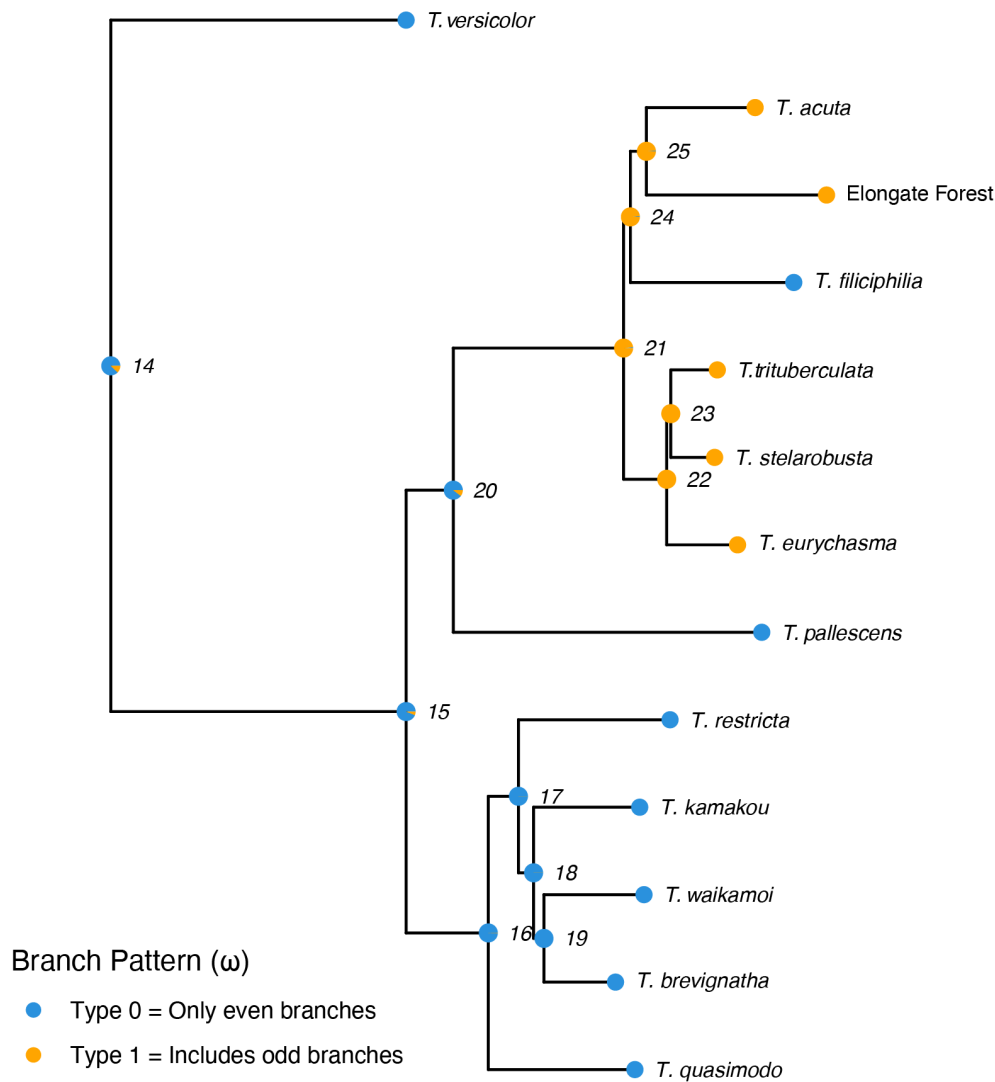 T.versicolor
T. acuta
25
Elongate Forest
24
T. filiciphilia
21
14
T.trituberculata
23
T. stelarobusta
22
20
T. eurychasma
T. pallescens
15
T. restricta
17
T. kamakou
18
T. waikamoi
16
19
Branch Pattern (ω)
T. brevignatha
Type 0 = Only even branches
Type 1 = Includes odd branches
T. quasimodo